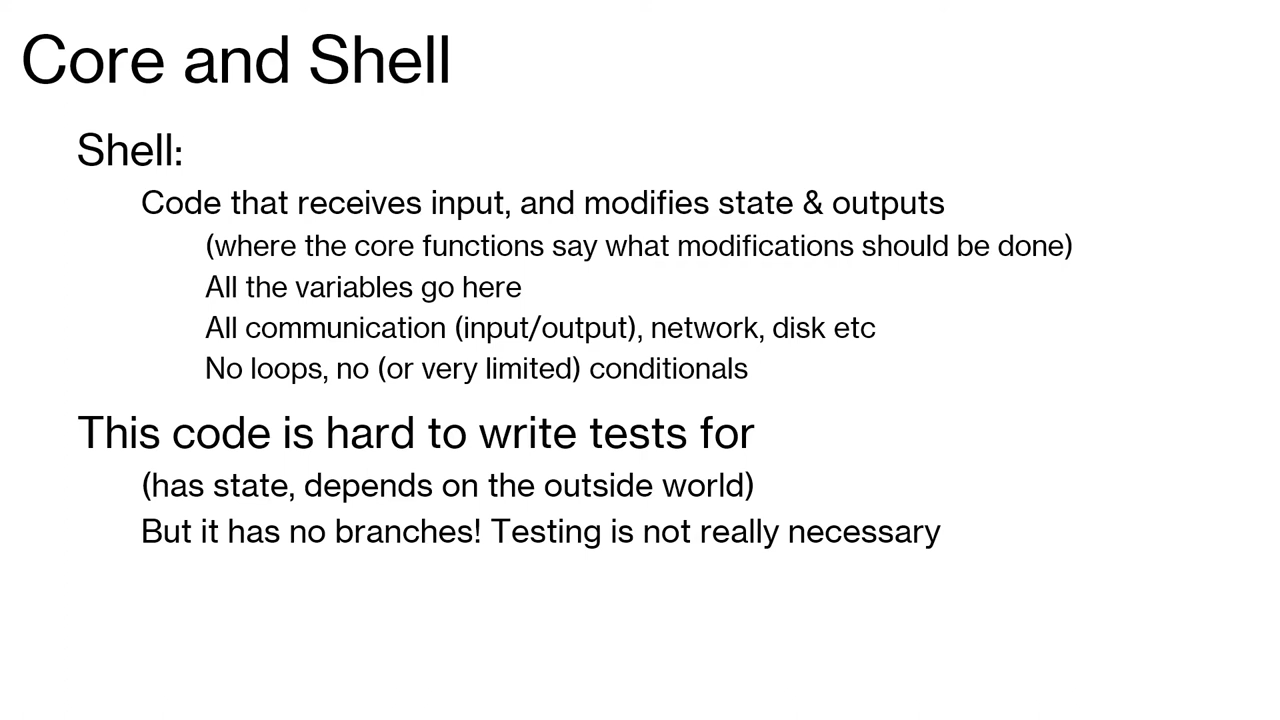 Core and Shell
Shell:
Code that receives input, and modifies state & outputs
(where the core functions say what modifications should be done)
All the variables go here
All communication (input/output), network, disk etc
No loops, no (or very limited) conditionals
This code is hard to write tests for
(has state, depends on the outside world)
But it has no branches! Testing is not really necessary